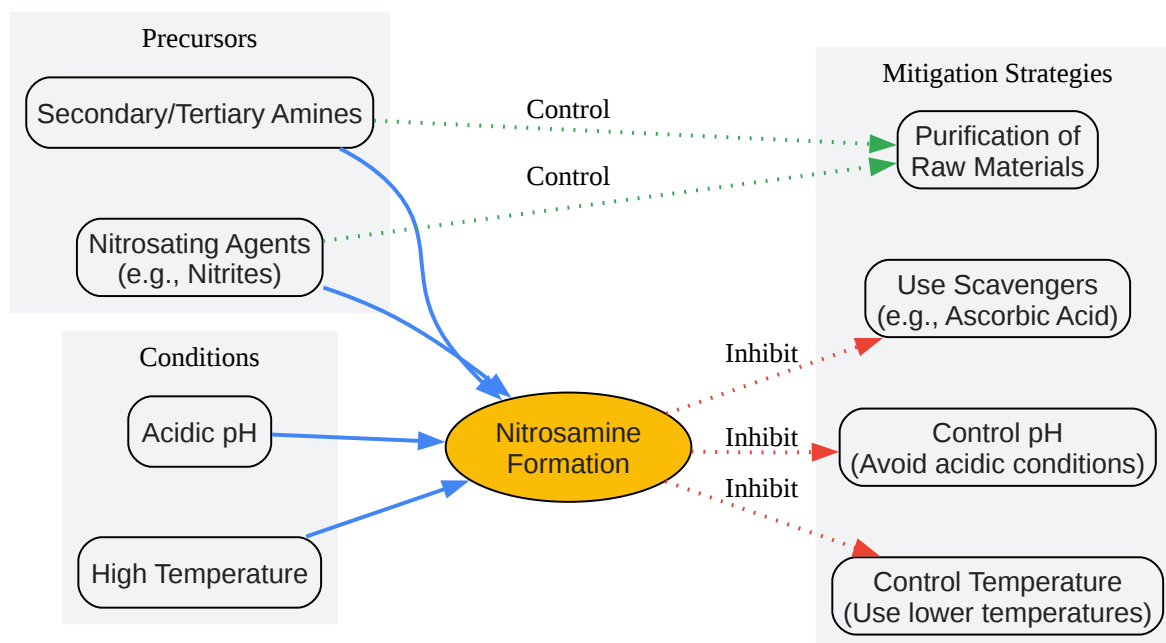 Precursors
Secondary/Tertiary Amines
Nitrosating Agents
(e.g., Nitrites)
Conditions
Acidic pH
High Temperature
Nitrosamine
Formation
Control
Control
Inhibit
Inhibit
Inhibit
Mitigation Strategies
Purification of
Raw Materials
Use Scavengers
(e.g., Ascorbic Acid)
Control pH
(Avoid acidic conditions)
Control Temperature
(Use lower temperatures)